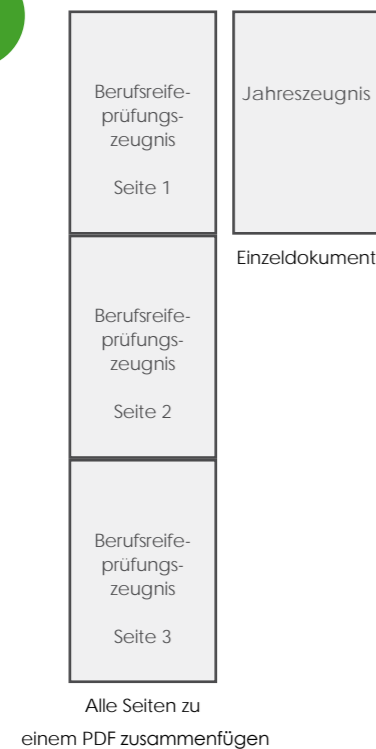 Berufsreife-
prüfungs-
zeugnis
Seite 1
Jahreszeugnis
Einzeldokument
Berufsreife-
prüfungs-
zeugnis
Seite 2
Berufsreife-
prüfungs-
zeugnis
Seite 3
Alle Seiten zu
einem PDF zusammenfügen